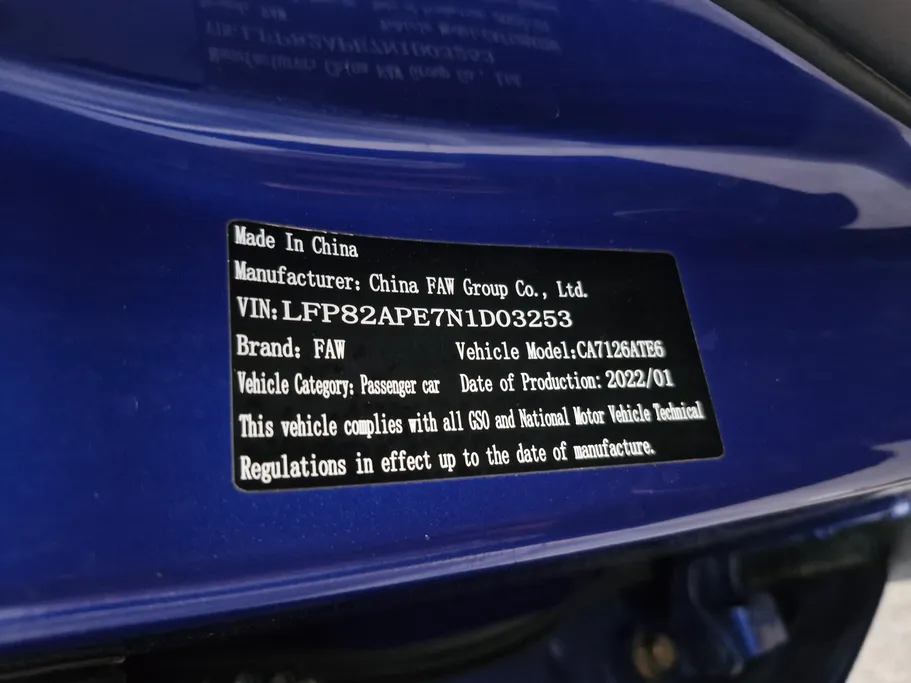 Made In China
Manufacturer: China FAW Group Co., Ltd.
VIN: LFP82APE7N1D03253
Brand: FAW Vehicle Model:CA7126ATE6
Vehicle Category: Passenger car Date of Production: 2022/01
This vehicle complies with all GSO and National Motor Vehicle Technical
Regulations in effect up to the date of manufacture.